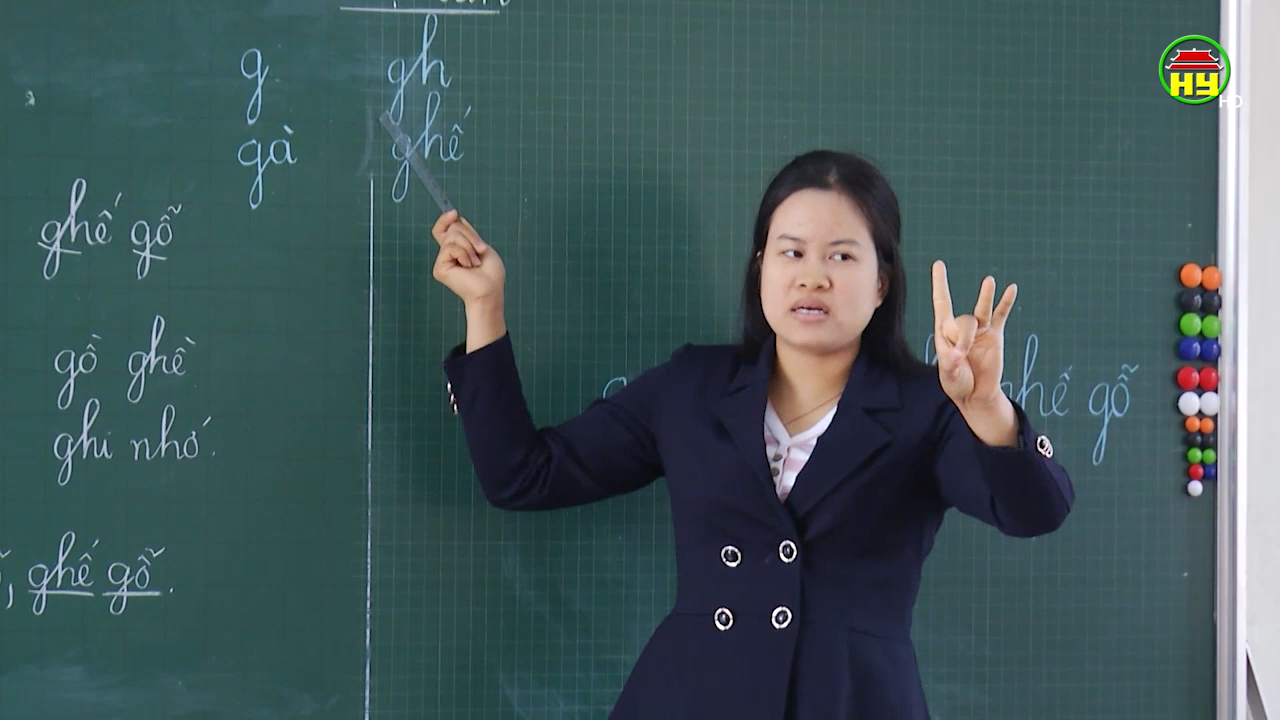 g gh
gà ghế
ghế gỗ
gồ ghề
ghi nhớ.
, ghế gỗ.
ghế gỗ
HY
HD